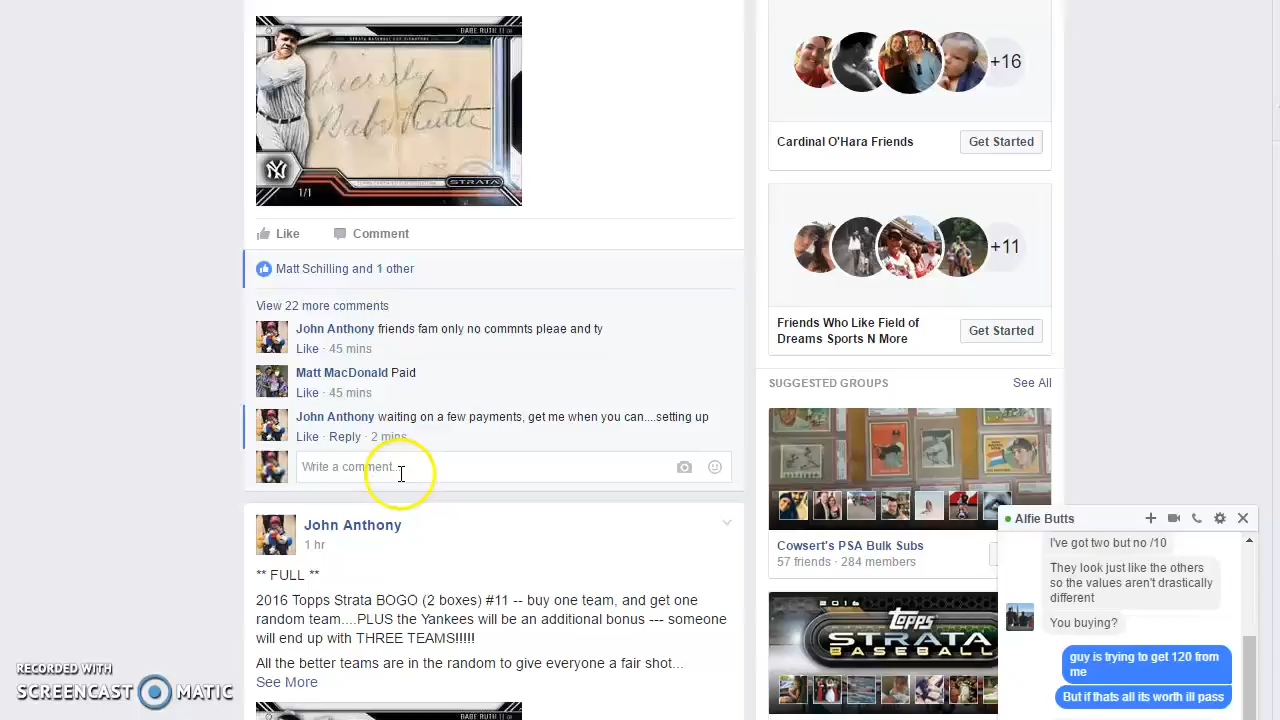 BABE RUTH
STRATA BASEBALL CUT SIGNATURES
Sincerely
Babe Ruth
NY
STRATA
1/1
Like
Comment
Matt Schilling and 1 other
View 22 more comments
John Anthony friends fam only no commnts pleae and ty
Like · 45 mins
Matt MacDonald Paid
Like · 45 mins
John Anthony waiting on a few payments, get me when you can....setting up
Like · Reply · 2 mins
Write a comment...
John Anthony
1 hr
** FULL **
2016 Topps Strata BOGO (2 boxes) #11 -- buy one team, and get one
random team....PLUS the Yankees will be an additional bonus --- someone
will end up with THREE TEAMS!!!!!
All the better teams are in the random to give everyone a fair shot...
See More
+16
Cardinal O'Hara Friends
Get Started
+11
Friends Who Like Field of
Dreams Sports N More
Get Started
SUGGESTED GROUPS
See All
Cowsert's PSA Bulk Subs
57 friends · 284 members
2016
Topps
STRATA
BASEBALL
Alfie Butts
I've got two but no /10
They look just like the others
so the values aren't drastically
different
You buying?
guy is trying to get 120 from
me
But if thats all its worth ill pass
RECORDED WITH
SCREENCAST MATIC